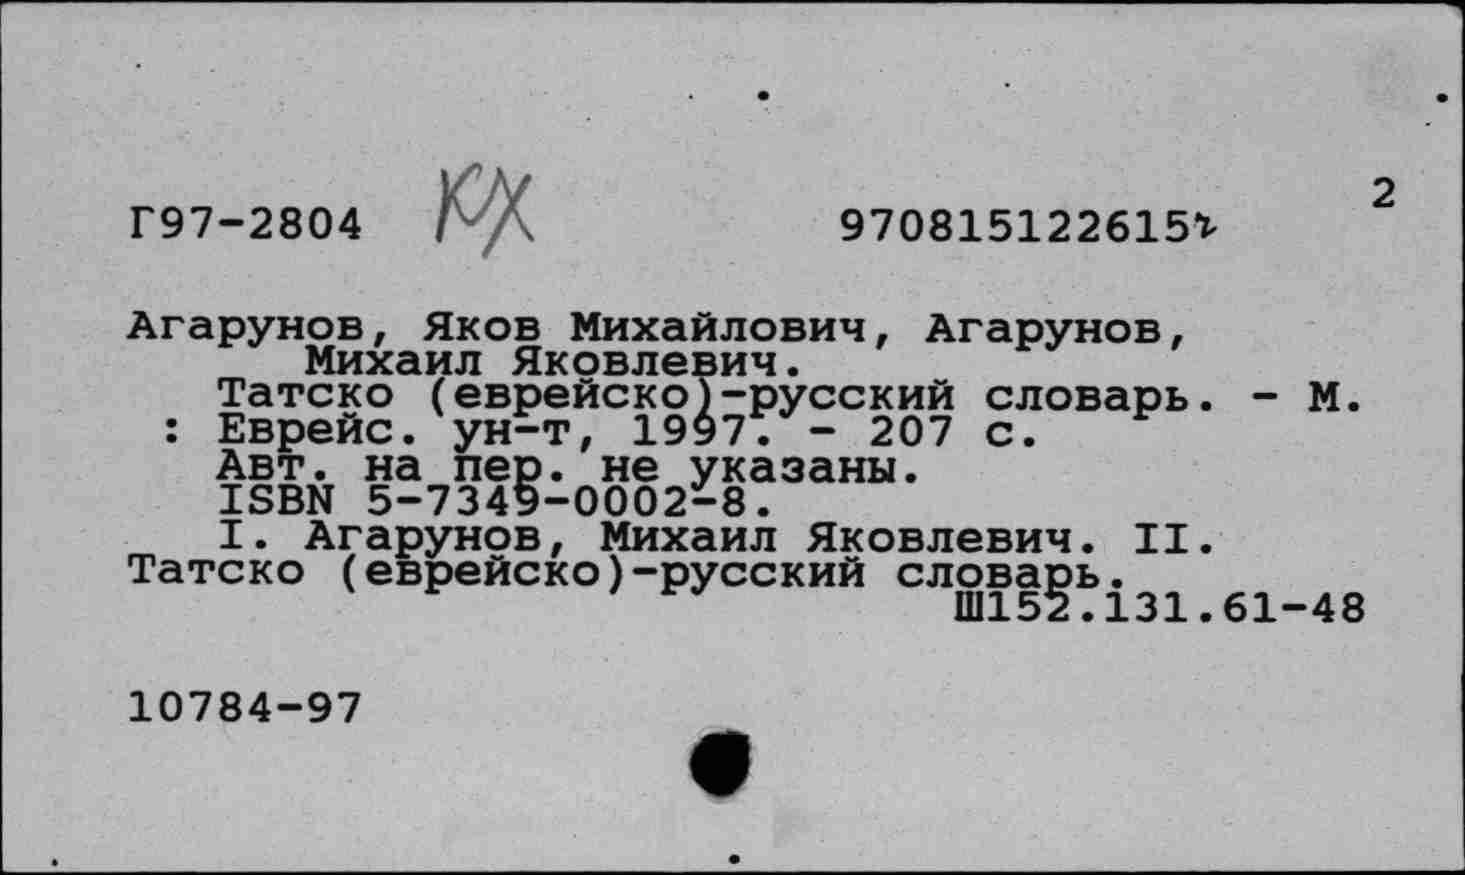 2
Г97-2804 КХ 9708151226152
Агарунов, Яков Михайлович, Агарунов,
Михаил Яковлевич.
Татско (еврейско)-русский словарь. - М.
: Еврейс. ун-т, 1997. - 207 с.
Авт. на пер. не указаны.
ISBN 5-7349-0002-8.
I. Агарунов, Михаил Яковлевич. II.
Татско (еврейско)-русский словарь.
Ш152.131.61-48
10784-97